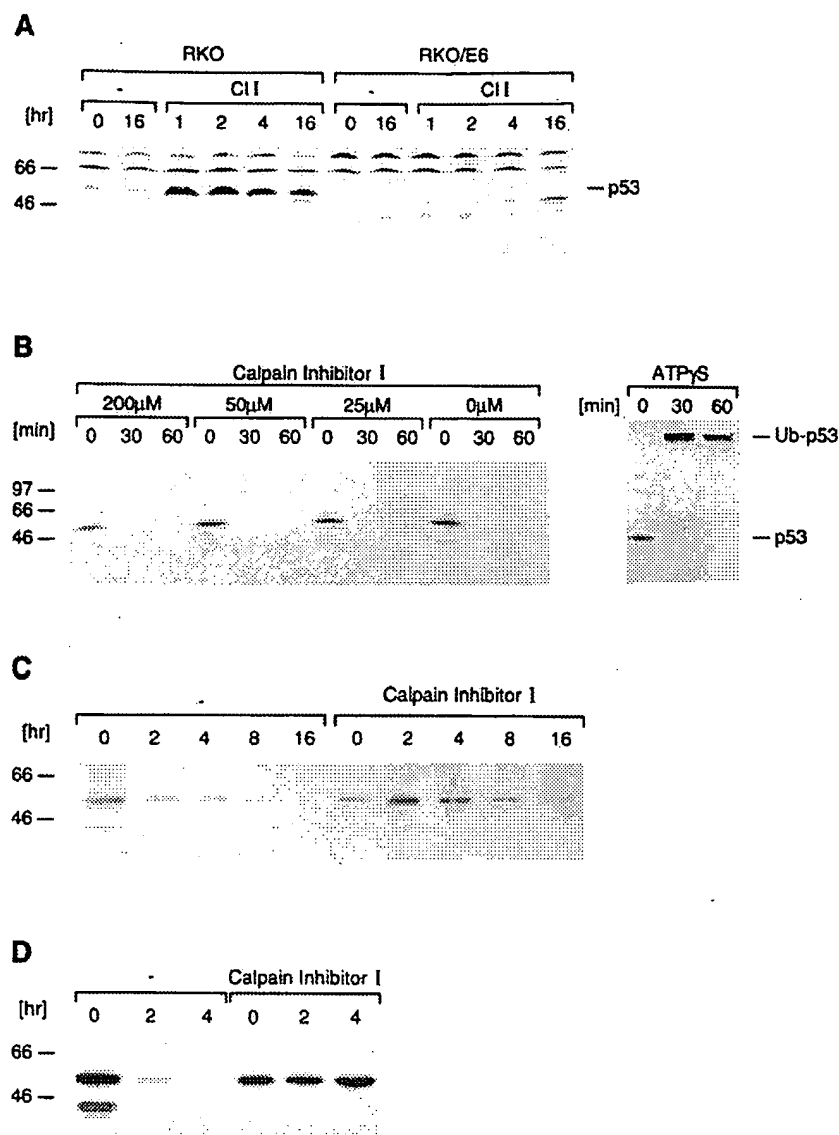 A
RKO RKO/E6
- Cl I Cl I
[hr] 0 16 1 2 4 16 0 16 1 2 4 16
66 —
46 —
— p53
B
Calpain Inhibitor I ATPγS
200µM 50µM 25µM 0µM
[min] 0 30 60 0 30 60 0 30 60 0 30 60 [min] 0 30 60
— Ub-p53
97 —
66 —
46 —
— p53
C
- Calpain Inhibitor I
[hr] 0 2 4 8 16 0 2 4 8 16
66 —
46 —
D
- Calpain Inhibitor I
[hr] 0 2 4 0 2 4
66 —
46 —